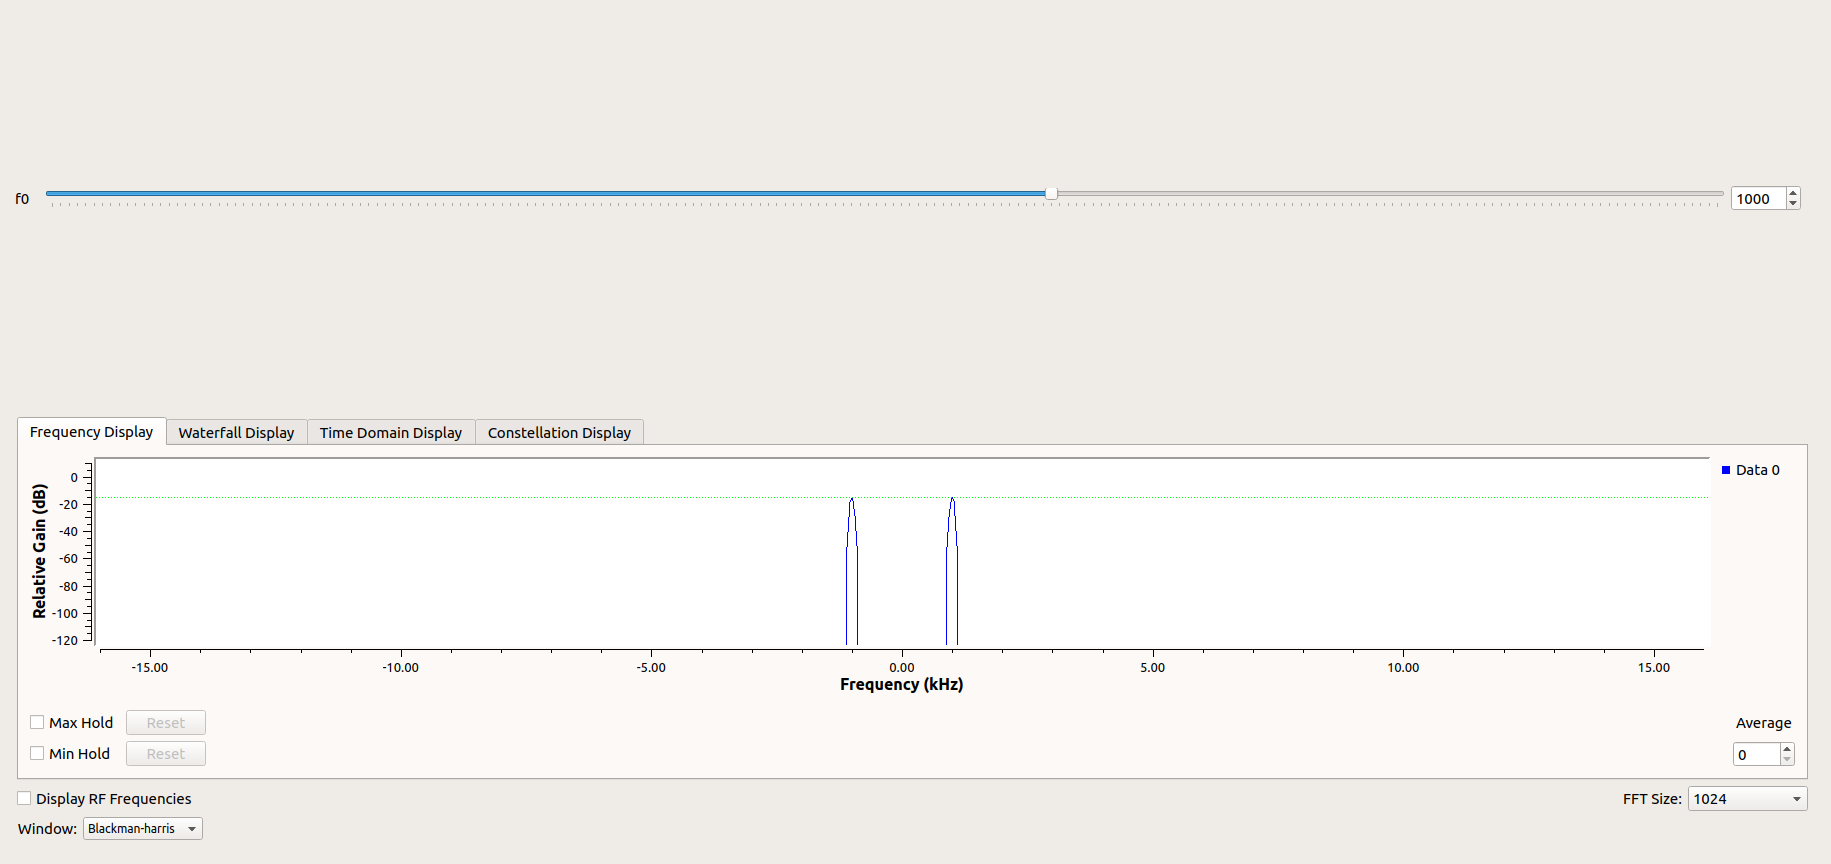 f0
1000
Frequency Display
Waterfall Display
Time Domain Display
Constellation Display
Relative Gain (dB)
0
-20
-40
-60
-80
-100
-120
Data 0
-15.00
-10.00
-5.00
0.00
5.00
10.00
15.00
Frequency (kHz)
Max Hold
Reset
Average
Min Hold
Reset
0
Display RF Frequencies
FFT Size:
1024
Window:
Blackman-harris